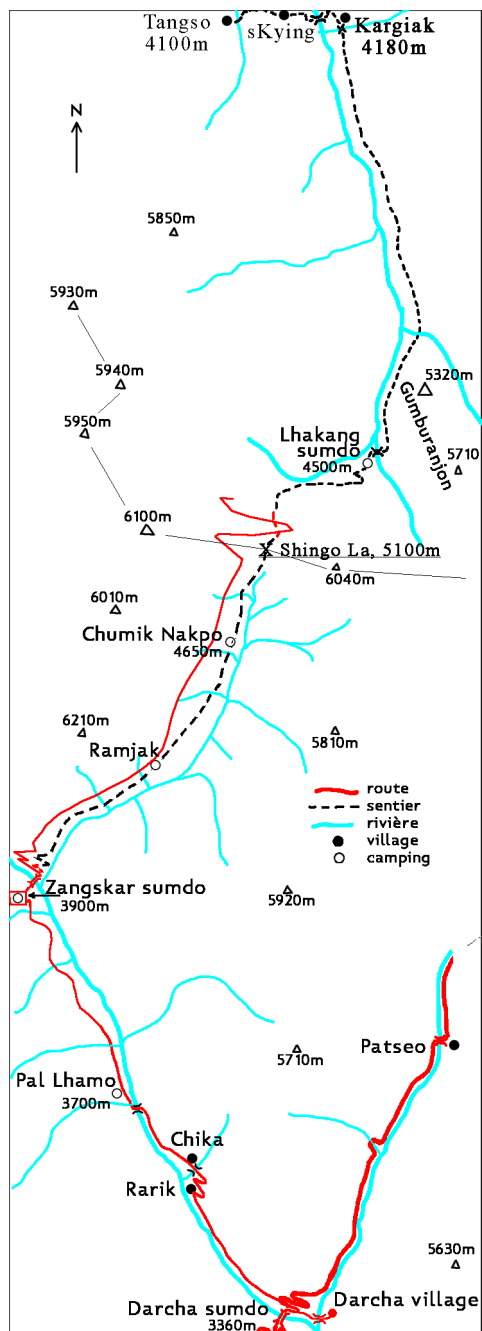 Tangso
4100m
sKying
Kargiak
4180m
N
5850m
5930m
5940m
5320m
5950m
Gumburanjon
Lhakang
sumdo
4500m
5710
6100m
X Shingo La, 5100m
6040m
6010m
Chumik Nakpo
4650m
6210m
5810m
Ramjak
route
sentier
rivière
village
camping
Zangskar sumdo
3900m
5920m
Patseo
5710m
Pal Lhamo
3700m
Chika
Rarik
5630m
Darcha village
Darcha sumdo
3360m